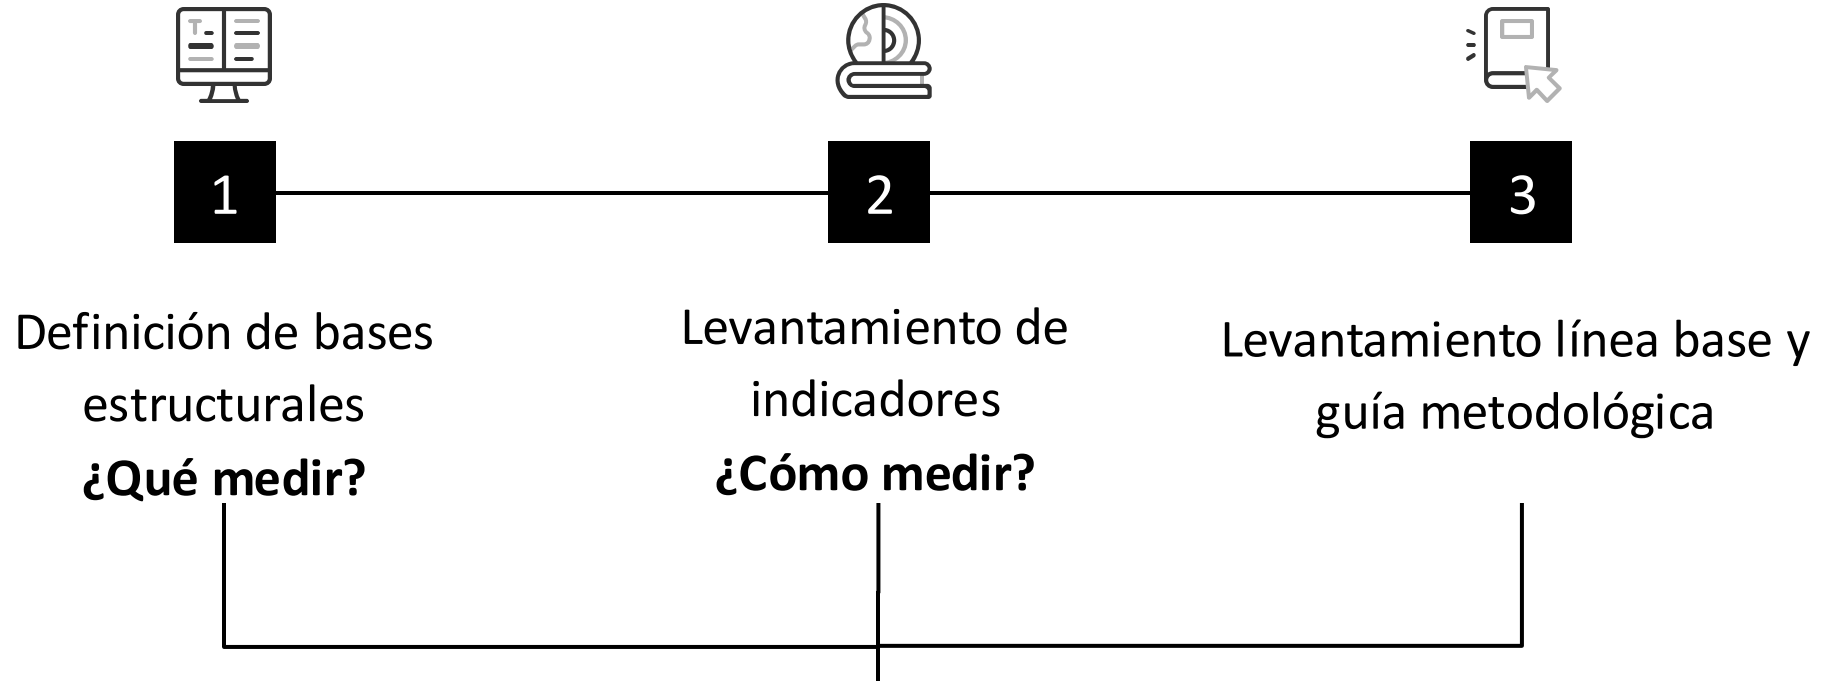 1
2
3
Definición de bases
estructurales
¿Qué medir?
Levantamiento de
indicadores
¿Cómo medir?
Levantamiento línea base y
guía metodológica